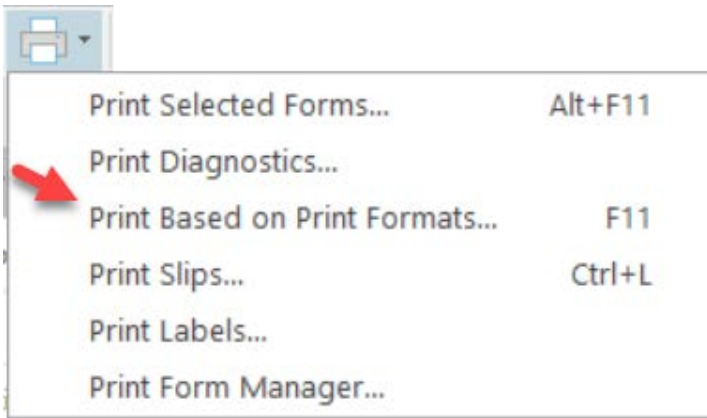 Print Selected Forms... Alt+F11
Print Diagnostics...
Print Based on Print Formats... F11
Print Slips... Ctrl+L
Print Labels...
Print Form Manager...